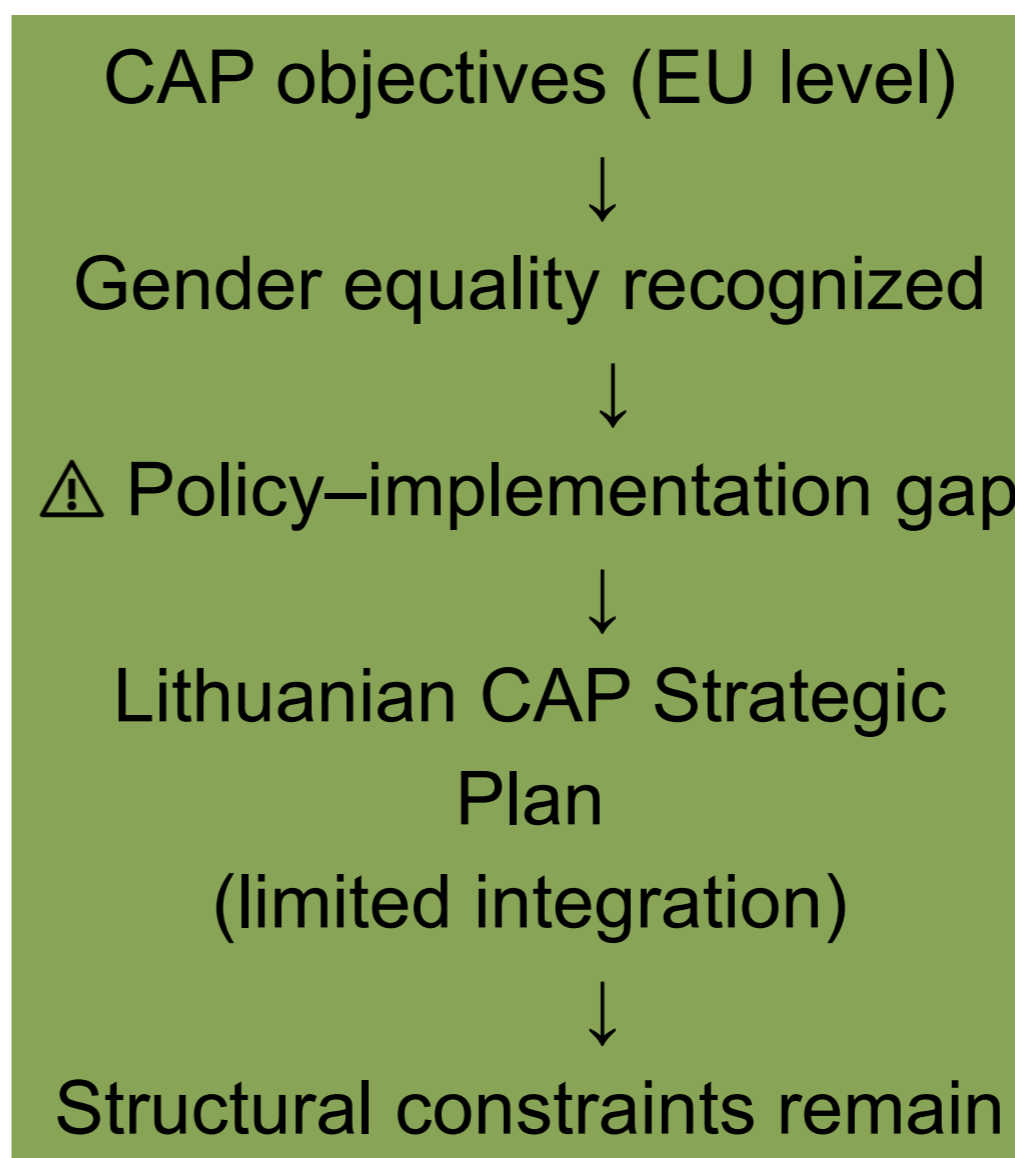 CAP objectives (EU level)
↓
Gender equality recognized
↓
⚠ Policy–implementation gap
↓
Lithuanian CAP Strategic
Plan
(limited integration)
↓
Structural constraints remain